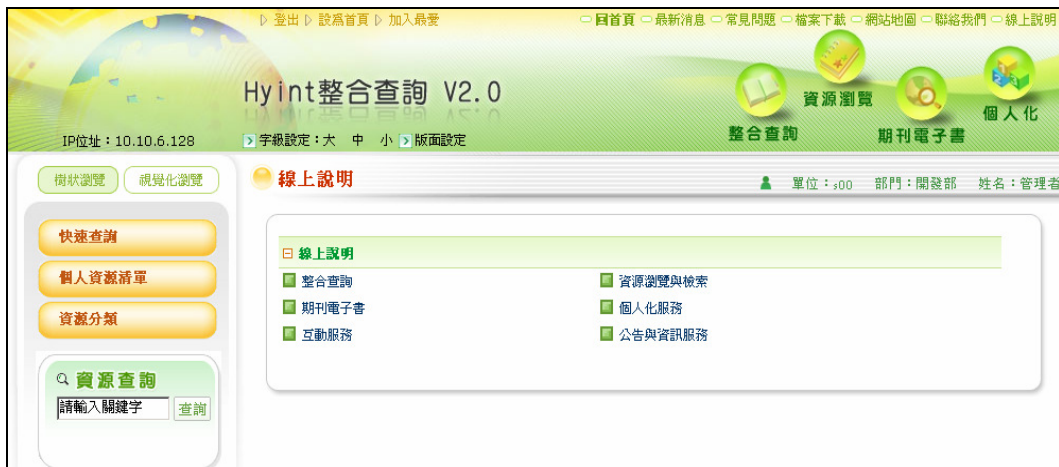 登出 設為首頁 加入最愛 回首頁 最新消息 常見問題 檔案下載 網站地圖 聯絡我們 線上說明
Hyint整合查詢 V2.0
整合查詢 資源瀏覽 期刊電子書 個人化
IP位址：10.10.6.128 字級設定：大 中 小 版面設定
樹狀瀏覽 視覺化瀏覽
線上說明 單位：s00 部門：開發部 姓名：管理者
快速查詢
個人資源清單
資源分類
資源查詢
請輸入關鍵字 查詢
線上說明
整合查詢 資源瀏覽與檢索
期刊電子書 個人化服務
互動服務 公告與資訊服務